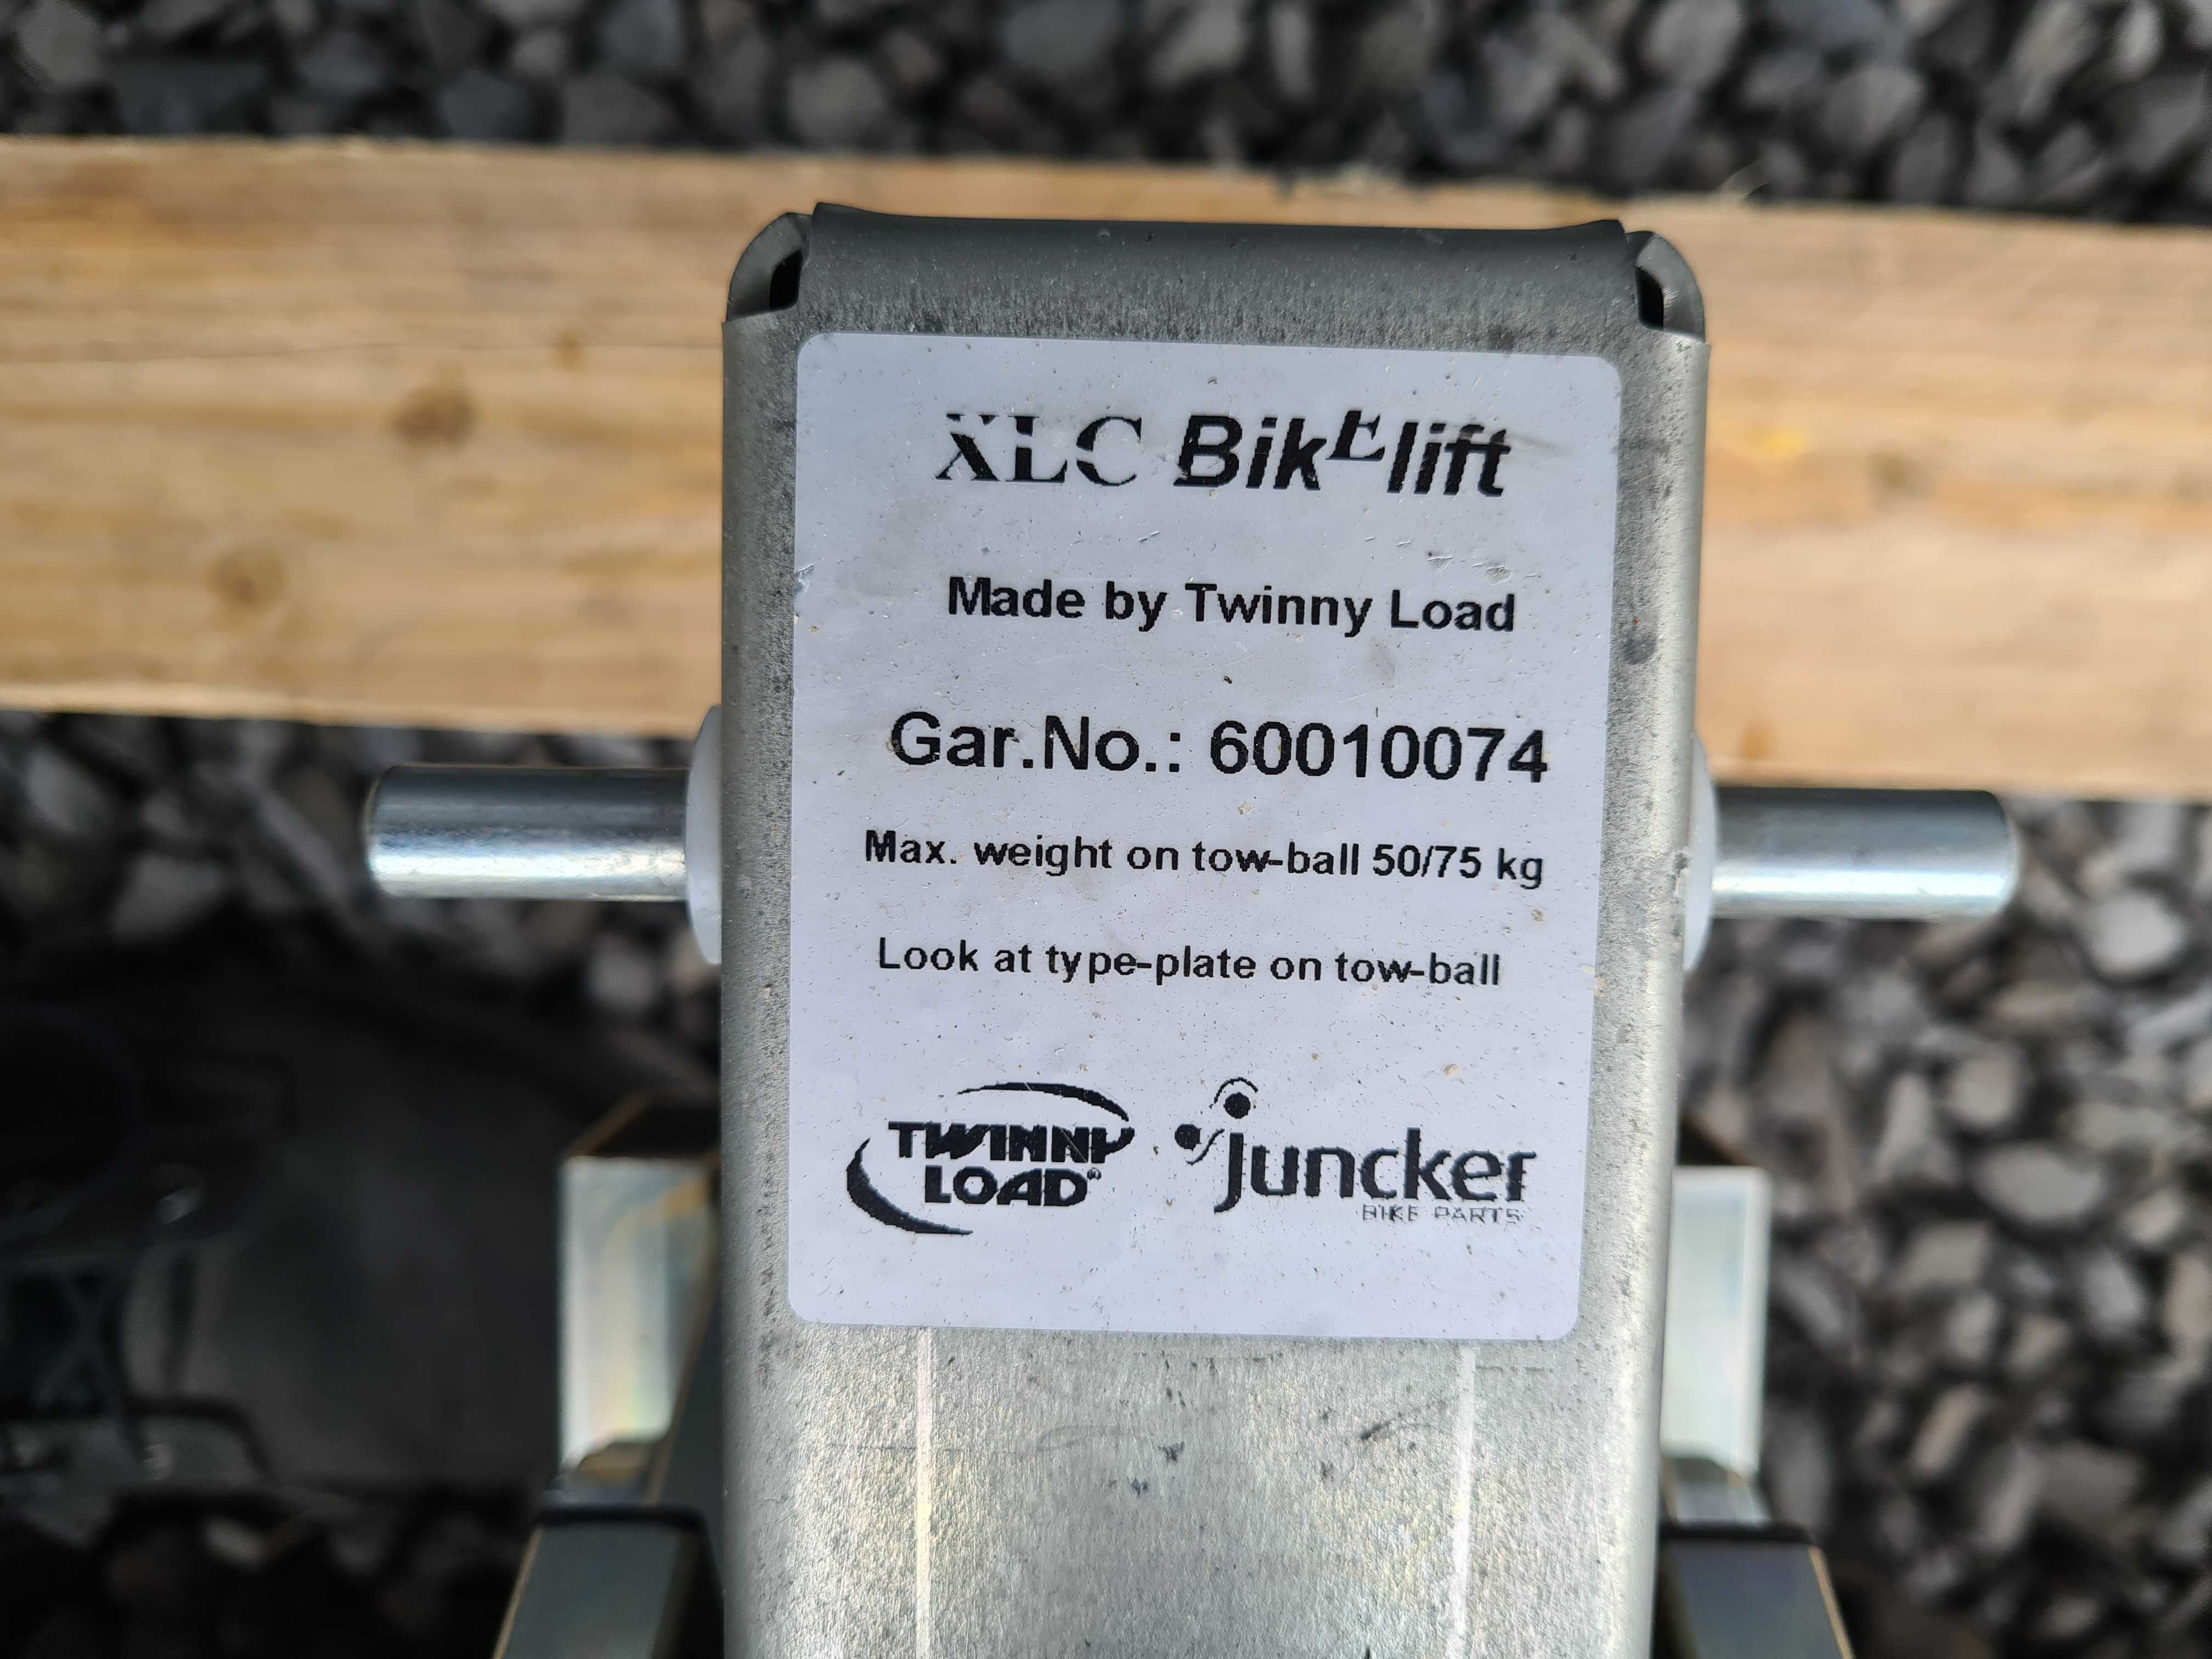 XLC BikElift
Made by Twinny Load
Gar.No.: 60010074
Max. weight on tow-ball 50/75 kg
Look at type-plate on tow-ball
TWINNY
LOAD®
juncker
BIKE PARTS